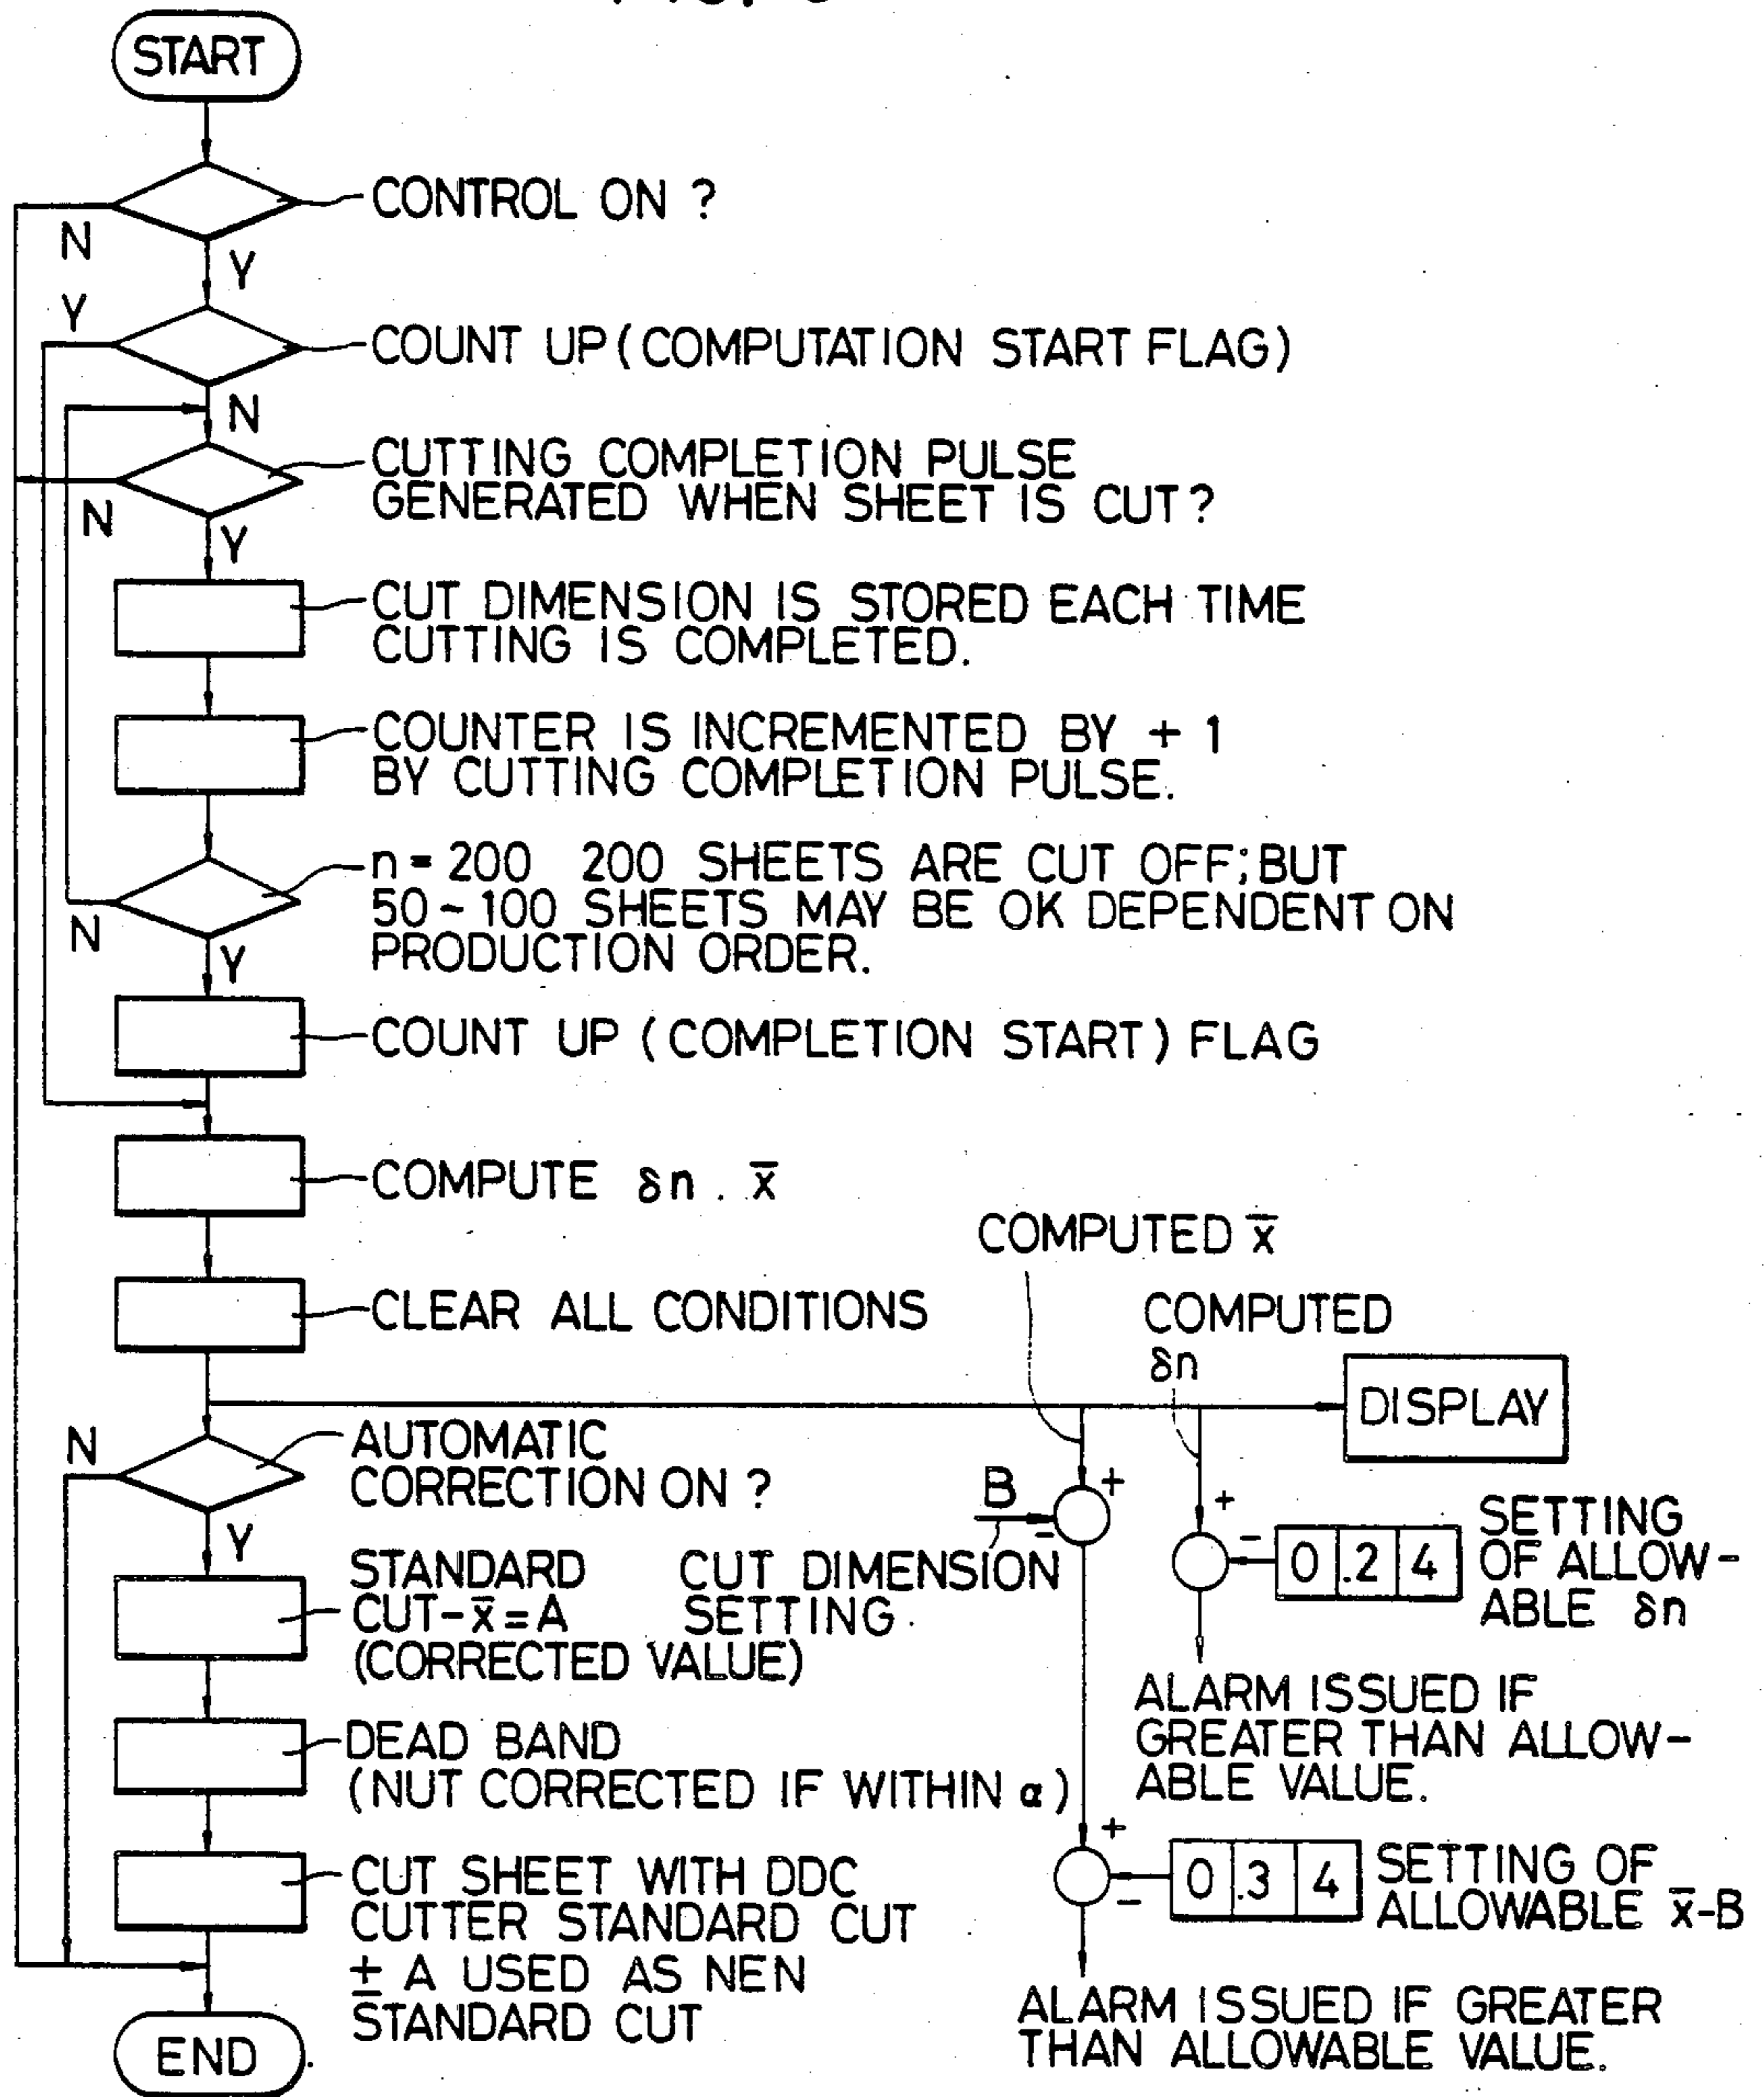 START
CONTROL ON ?
N
Y
Y
COUNT UP (COMPUTATION START FLAG)
N
CUTTING COMPLETION PULSE
GENERATED WHEN SHEET IS CUT?
N
Y
CUT DIMENSION IS STORED EACH TIME
CUTTING IS COMPLETED.
COUNTER IS INCREMENTED BY + 1
BY CUTTING COMPLETION PULSE.
n = 200 200 SHEETS ARE CUT OFF; BUT
50~100 SHEETS MAY BE OK DEPENDENT ON
PRODUCTION ORDER.
N
Y
COUNT UP (COMPLETION START) FLAG
COMPUTE δn . x̄
COMPUTED x̄
CLEAR ALL CONDITIONS
COMPUTED
δn
DISPLAY
N
AUTOMATIC
CORRECTION ON ?
Y
B
+
-
CUT DIMENSION
SETTING
+
-
0 .2 4
SETTING
OF ALLOW-
ABLE δn
STANDARD
CUT-x̄=A
(CORRECTED VALUE)
ALARM ISSUED IF
GREATER THAN ALLOW-
ABLE VALUE.
DEAD BAND
(NUT CORRECTED IF WITHIN α)
+
-
0 .3 4
SETTING OF
ALLOWABLE x̄-B
CUT SHEET WITH DDC
CUTTER STANDARD CUT
± A USED AS NEN
STANDARD CUT
ALARM ISSUED IF GREATER
THAN ALLOWABLE VALUE.
END